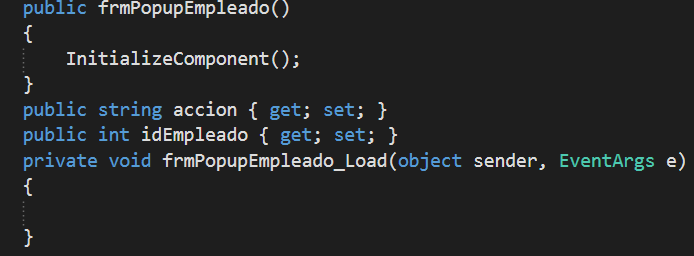 public frmPopupEmpleado()
{
InitializeComponent();
}
public string accion { get; set; }
public int idEmpleado { get; set; }
private void frmPopupEmpleado_Load(object sender, EventArgs e)
{
}